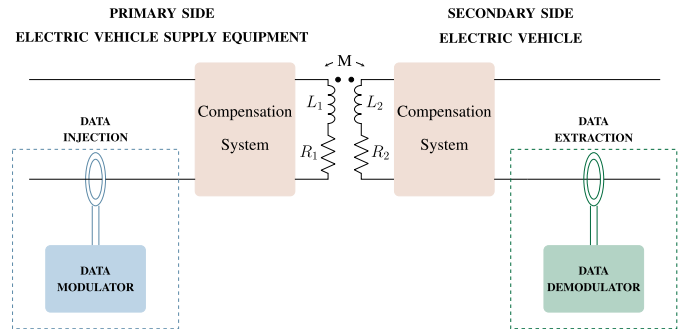 PRIMARY SIDE
ELECTRIC VEHICLE SUPPLY EQUIPMENT
SECONDARY SIDE
ELECTRIC VEHICLE
M
Compensation
System
L1
R1
L2
R2
Compensation
System
DATA
INJECTION
DATA
MODULATOR
DATA
EXTRACTION
DATA
DEMODULATOR